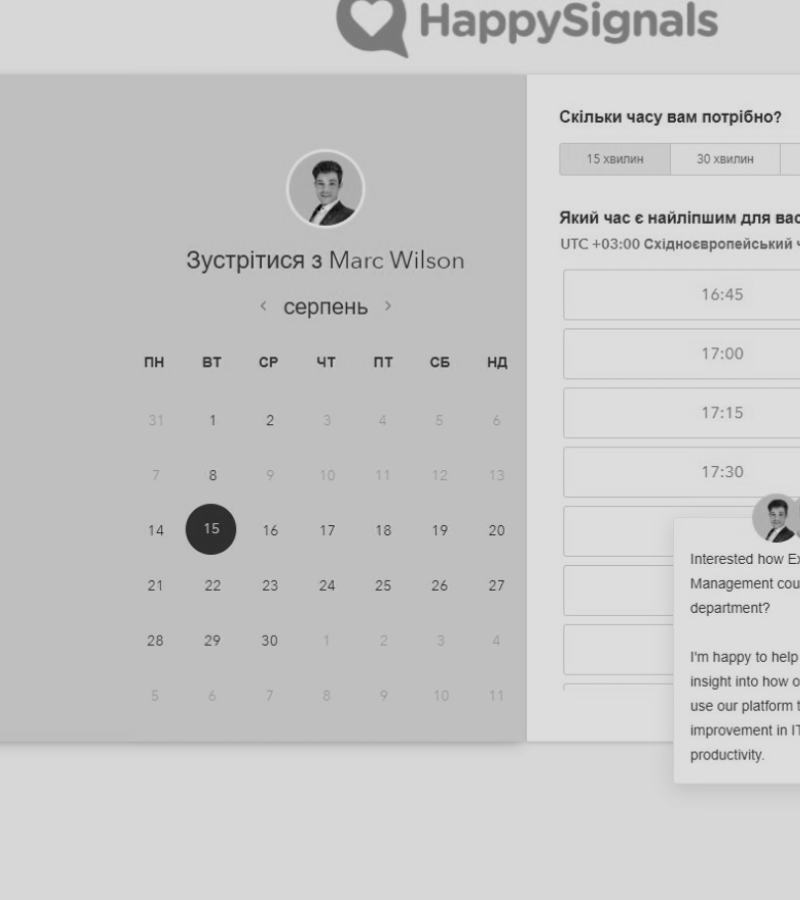 HappySignals
Зустрітися з Marc Wilson
серпень
ПН ВТ СР ЧТ ПТ СБ НД
31 1 2 3 4 5 6
7 8 9 10 11 12 13
14 15 16 17 18 19 20
21 22 23 24 25 26 27
28 29 30 1 2 3 4
5 6 7 8 9 10 11
Скільки часу вам потрібно?
15 хвилин 30 хвилин
Який час є найліпшим для вас
UTC +03:00 Східноєвропейський
16:45
17:00
17:15
17:30
Interested how Ex
Management cou
department?
I'm happy to help
insight into how o
use our platform t
improvement in IT
productivity.